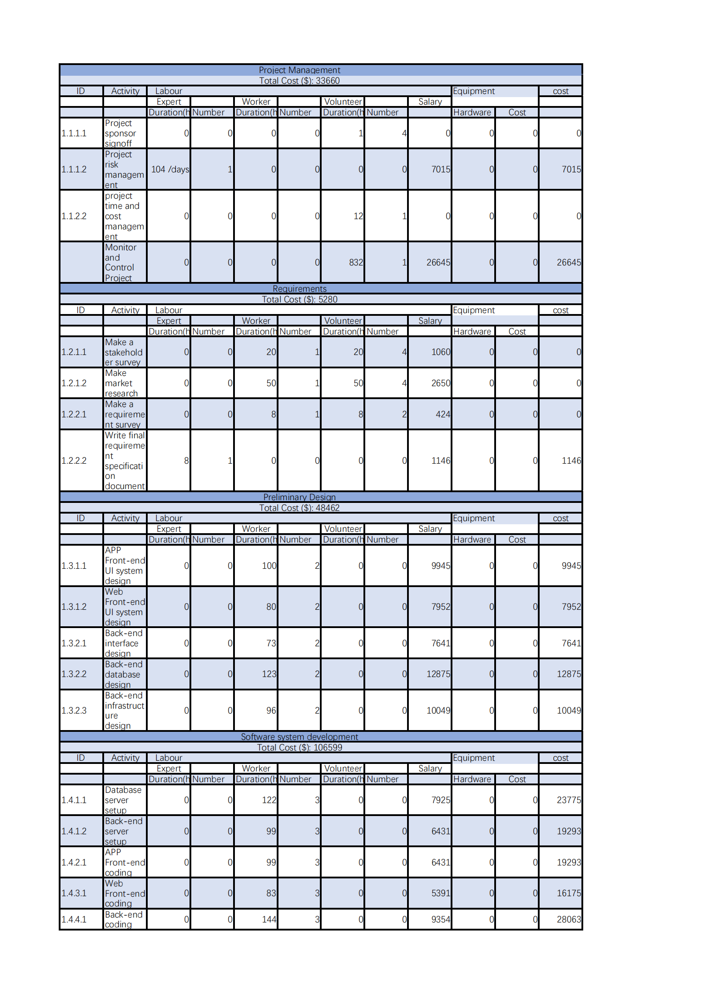 Project Management
Total Cost ($): 33660
ID Activity Labour Equipment cost
Expert Worker Volunteer Salary
Duration(h Number Duration(h Number Duration(h Number Hardware Cost
1.1.1.1 Project sponsor signoff 0 0 0 0 1 4 0 0 0 0
1.1.1.2 Project risk managem ent 104 /days 1 0 0 0 0 7015 0 0 7015
1.1.2.2 project time and cost managem ent 0 0 0 0 12 1 0 0 0 0
Monitor and Control Project 0 0 0 0 832 1 26645 0 0 26645
Requirements
Total Cost ($): 5280
ID Activity Labour Equipment cost
Expert Worker Volunteer Salary
Duration(h Number Duration(h Number Duration(h Number Hardware Cost
1.2.1.1 Make a stakehold er survey 0 0 20 1 20 4 1060 0 0 0
1.2.1.2 Make market research 0 0 50 1 50 4 2650 0 0 0
1.2.2.1 Make a requireme nt survey 0 0 8 1 8 2 424 0 0 0
1.2.2.2 Write final requireme nt specificati on document 8 1 0 0 0 0 1146 0 0 1146
Preliminary Design
Total Cost ($): 48462
ID Activity Labour Equipment cost
Expert Worker Volunteer Salary
Duration(h Number Duration(h Number Duration(h Number Hardware Cost
1.3.1.1 APP Front-end UI system design 0 0 100 2 0 0 9945 0 0 9945
1.3.1.2 Web Front-end UI system design 0 0 80 2 0 0 7952 0 0 7952
1.3.2.1 Back-end interface design 0 0 73 2 0 0 7641 0 0 7641
1.3.2.2 Back-end database design 0 0 123 2 0 0 12875 0 0 12875
1.3.2.3 Back-end infrastruct ure design 0 0 96 2 0 0 10049 0 0 10049
Software system development
Total Cost ($): 106599
ID Activity Labour Equipment cost
Expert Worker Volunteer Salary
Duration(h Number Duration(h Number Duration(h Number Hardware Cost
1.4.1.1 Database server setup 0 0 122 3 0 0 7925 0 0 23775
1.4.1.2 Back-end server setup 0 0 99 3 0 0 6431 0 0 19293
1.4.2.1 APP Front-end coding 0 0 99 3 0 0 6431 0 0 19293
1.4.3.1 Web Front-end coding 0 0 83 3 0 0 5391 0 0 16175
1.4.4.1 Back-end coding 0 0 144 3 0 0 9354 0 0 28063